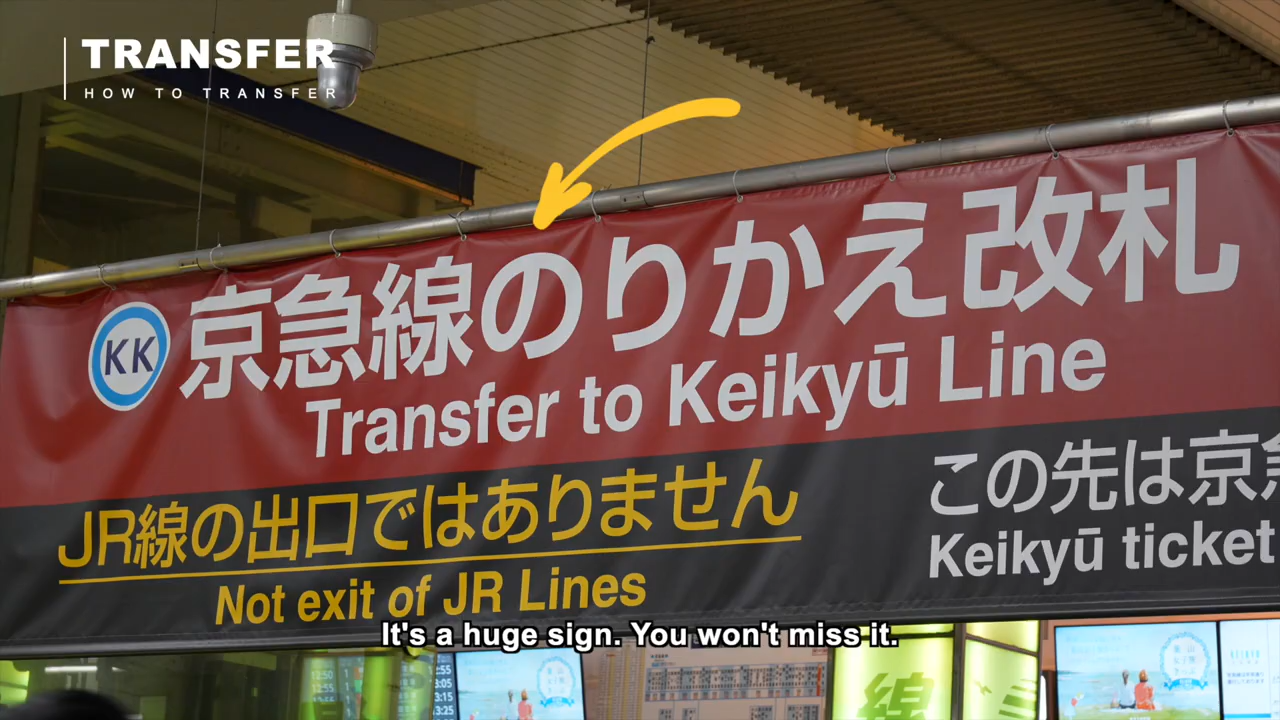 TRANSFER
HOW TO TRANSFER
KK 京急線のりかえ改札
Transfer to Keikyū Line
JR線の出口ではありません
Not exit of JR Lines
この先は京急
Keikyū ticket
It's a huge sign. You won't miss it.
線